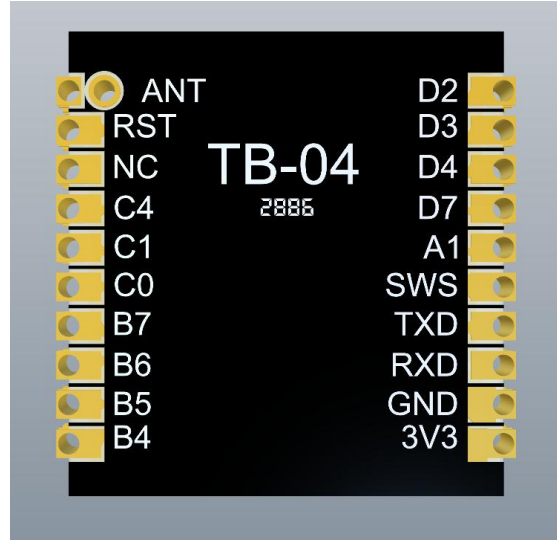 ANT D2
RST D3
NC TB-04 D4
C4 2886 D7
C1 A1
C0 SWS
B7 TXD
B6 RXD
B5 GND
B4 3V3